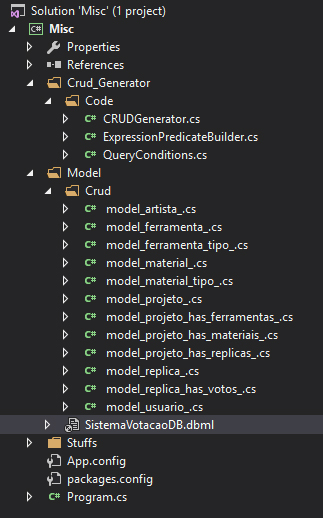 Solution 'Misc' (1 project)
Misc
Properties
References
Crud_Generator
Code
CRUDGenerator.cs
ExpressionPredicateBuilder.cs
QueryConditions.cs
Model
Crud
model_artista_.cs
model_ferramenta_.cs
model_ferramenta_tipo_.cs
model_material_.cs
model_material_tipo_.cs
model_projeto_.cs
model_projeto_has_ferramentas_.cs
model_projeto_has_materiais_.cs
model_projeto_has_replicas_.cs
model_replica_.cs
model_replica_has_votos_.cs
model_usuario_.cs
SistemaVotacaoDB.dbml
Stuffs
App.config
packages.config
Program.cs